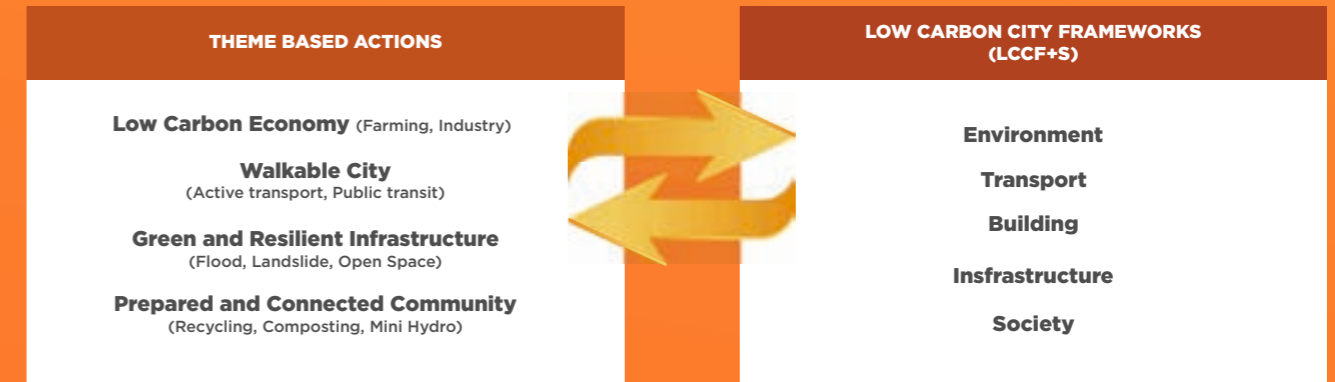 THEME BASED ACTIONS
Low Carbon Economy (Farming, Industry)
Walkable City
(Active transport, Public transit)
Green and Resilient Infrastructure
(Flood, Landslide, Open Space)
Prepared and Connected Community
(Recycling, Composting, Mini Hydro)
LOW CARBON CITY FRAMEWORKS
(LCCF+S)
Environment
Transport
Building
Insfrastructure
Society